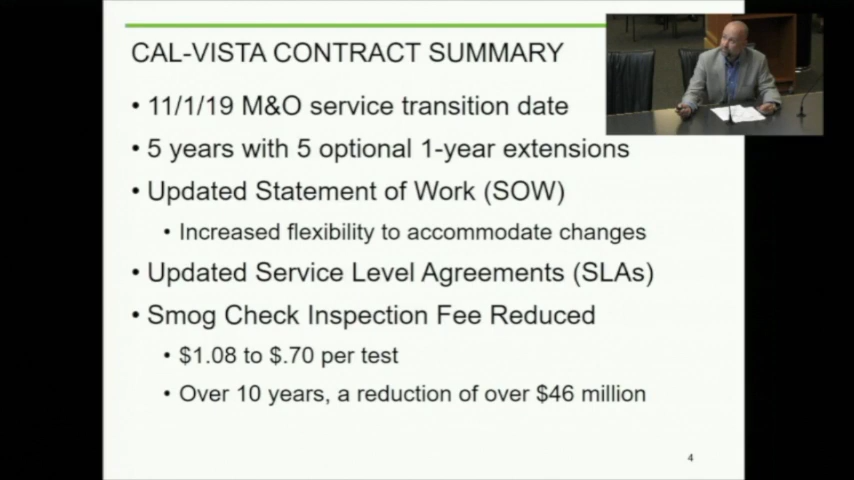 CAL-VISTA CONTRACT SUMMARY
• 11/1/19 M&O service transition date
• 5 years with 5 optional 1-year extensions
• Updated Statement of Work (SOW)
• Increased flexibility to accommodate changes
• Updated Service Level Agreements (SLAs)
• Smog Check Inspection Fee Reduced
• $1.08 to $.70 per test
• Over 10 years, a reduction of over $46 million
4